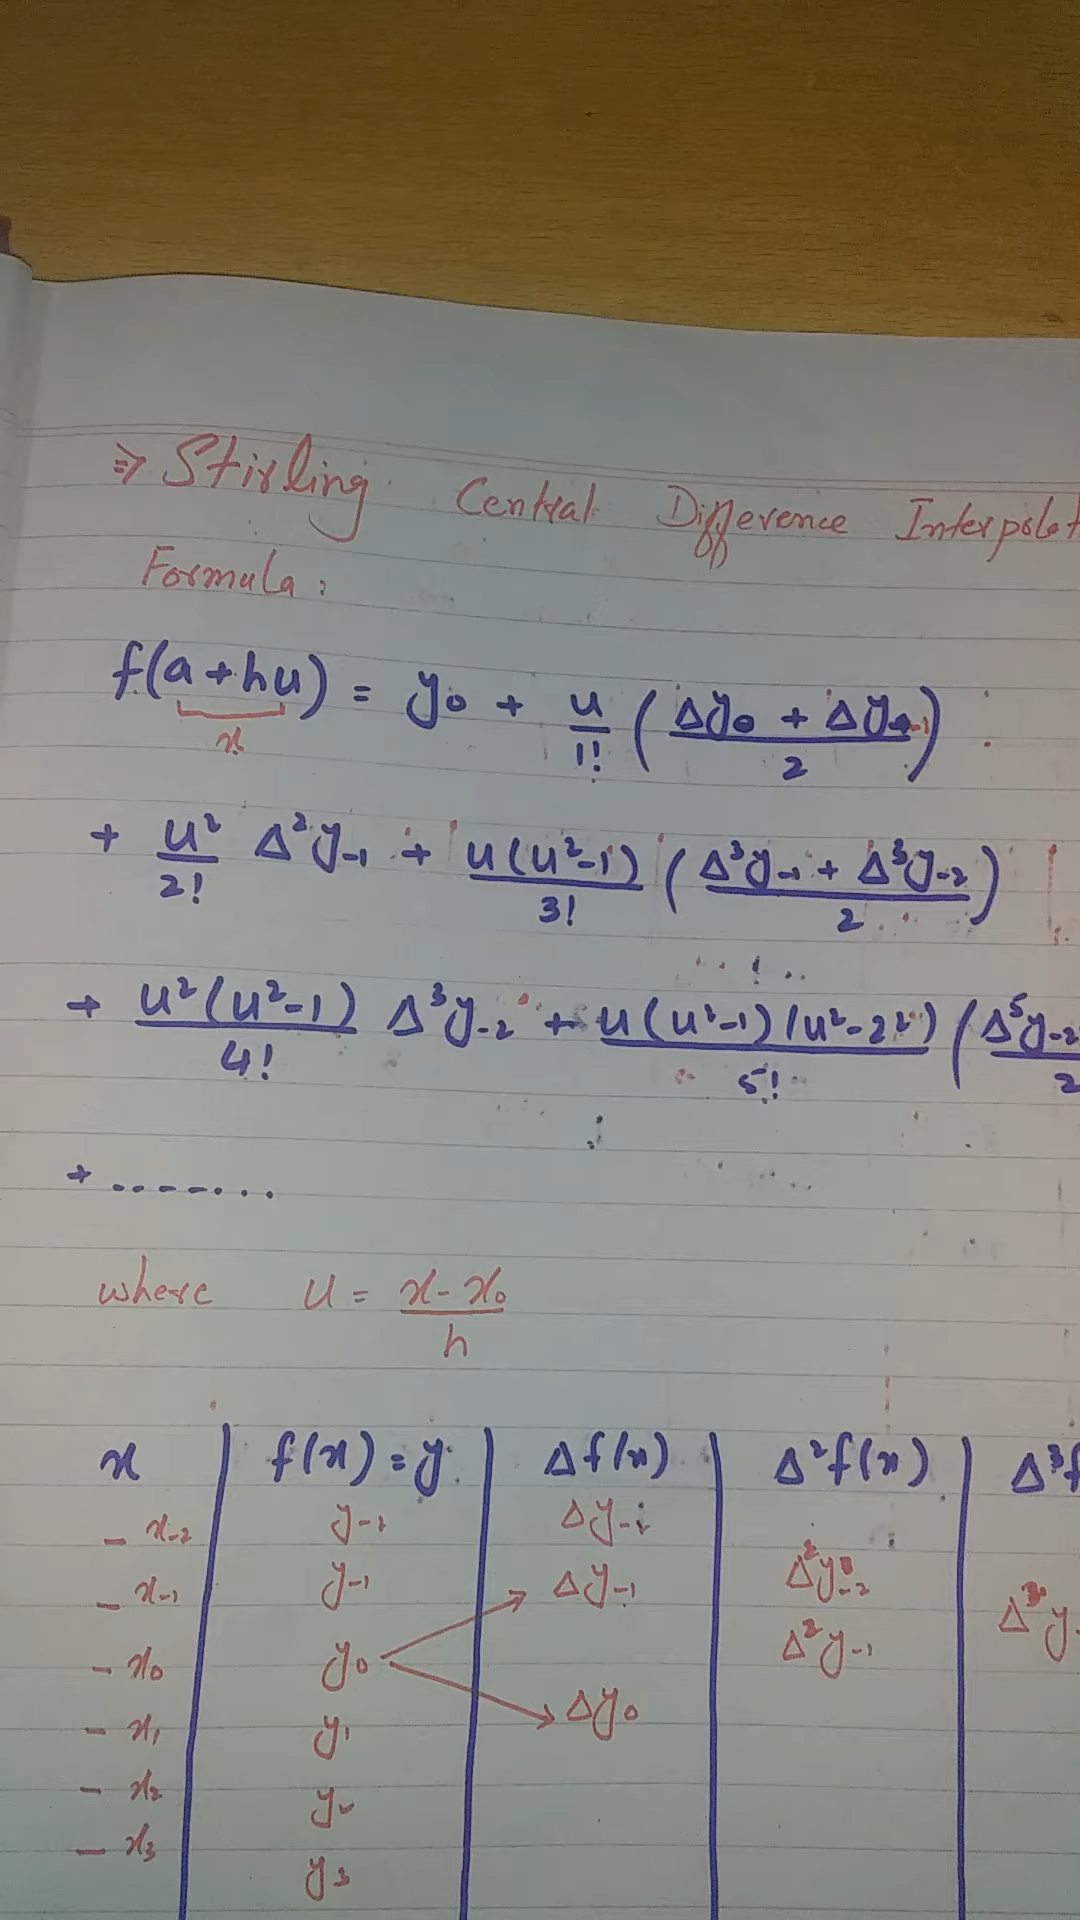 ⇒ Stirling Central Difference Interpolat
Formula:
f(a+hu) = y₀ + u/1! ( (Δy₀ + Δy₋₁)/2 )
x
+ u²/2! Δ²y₋₁ + u(u²-1)/3! ( (Δ³y₋₁ + Δ³y₋₂)/2 )
+ u²(u²-1)/4! Δ³y₋₂ + u(u²-1)(u²-2²)/5! ( Δ⁵y₋₂ /2
+ ........
where u = (x-x₀)/h
x | f(x)=y | Δf(x) | Δ²f(x) | Δ³f
- x₋₂ y₋₂ Δy₋₂
Δ²y₋₂
- x₋₁ y₋₁ Δy₋₁ Δ³y₋
Δ²y₋₁
- x₀ y₀
Δy₀
- x₁ y₁
- x₂ y₂
- x₃ y₃